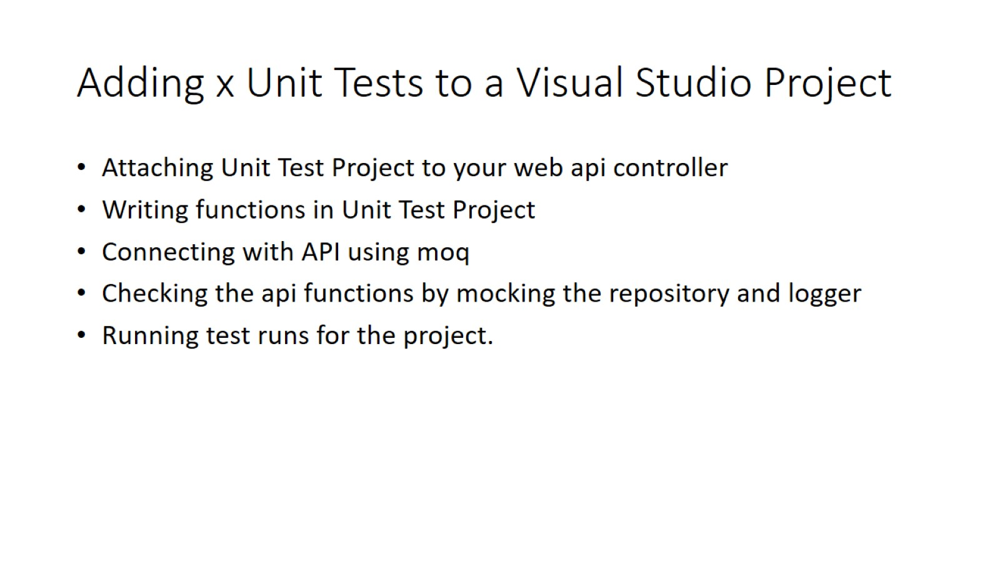 Adding x Unit Tests to a Visual Studio Project
• Attaching Unit Test Project to your web api controller
• Writing functions in Unit Test Project
• Connecting with API using moq
• Checking the api functions by mocking the repository and logger
• Running test runs for the project.